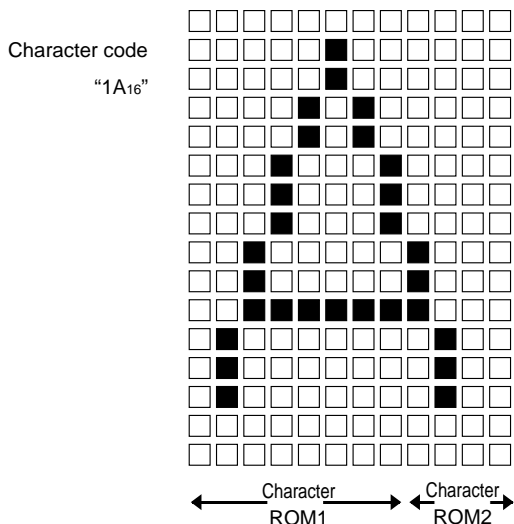 Character code
“1A₁₆”
Character
ROM1
Character
ROM2